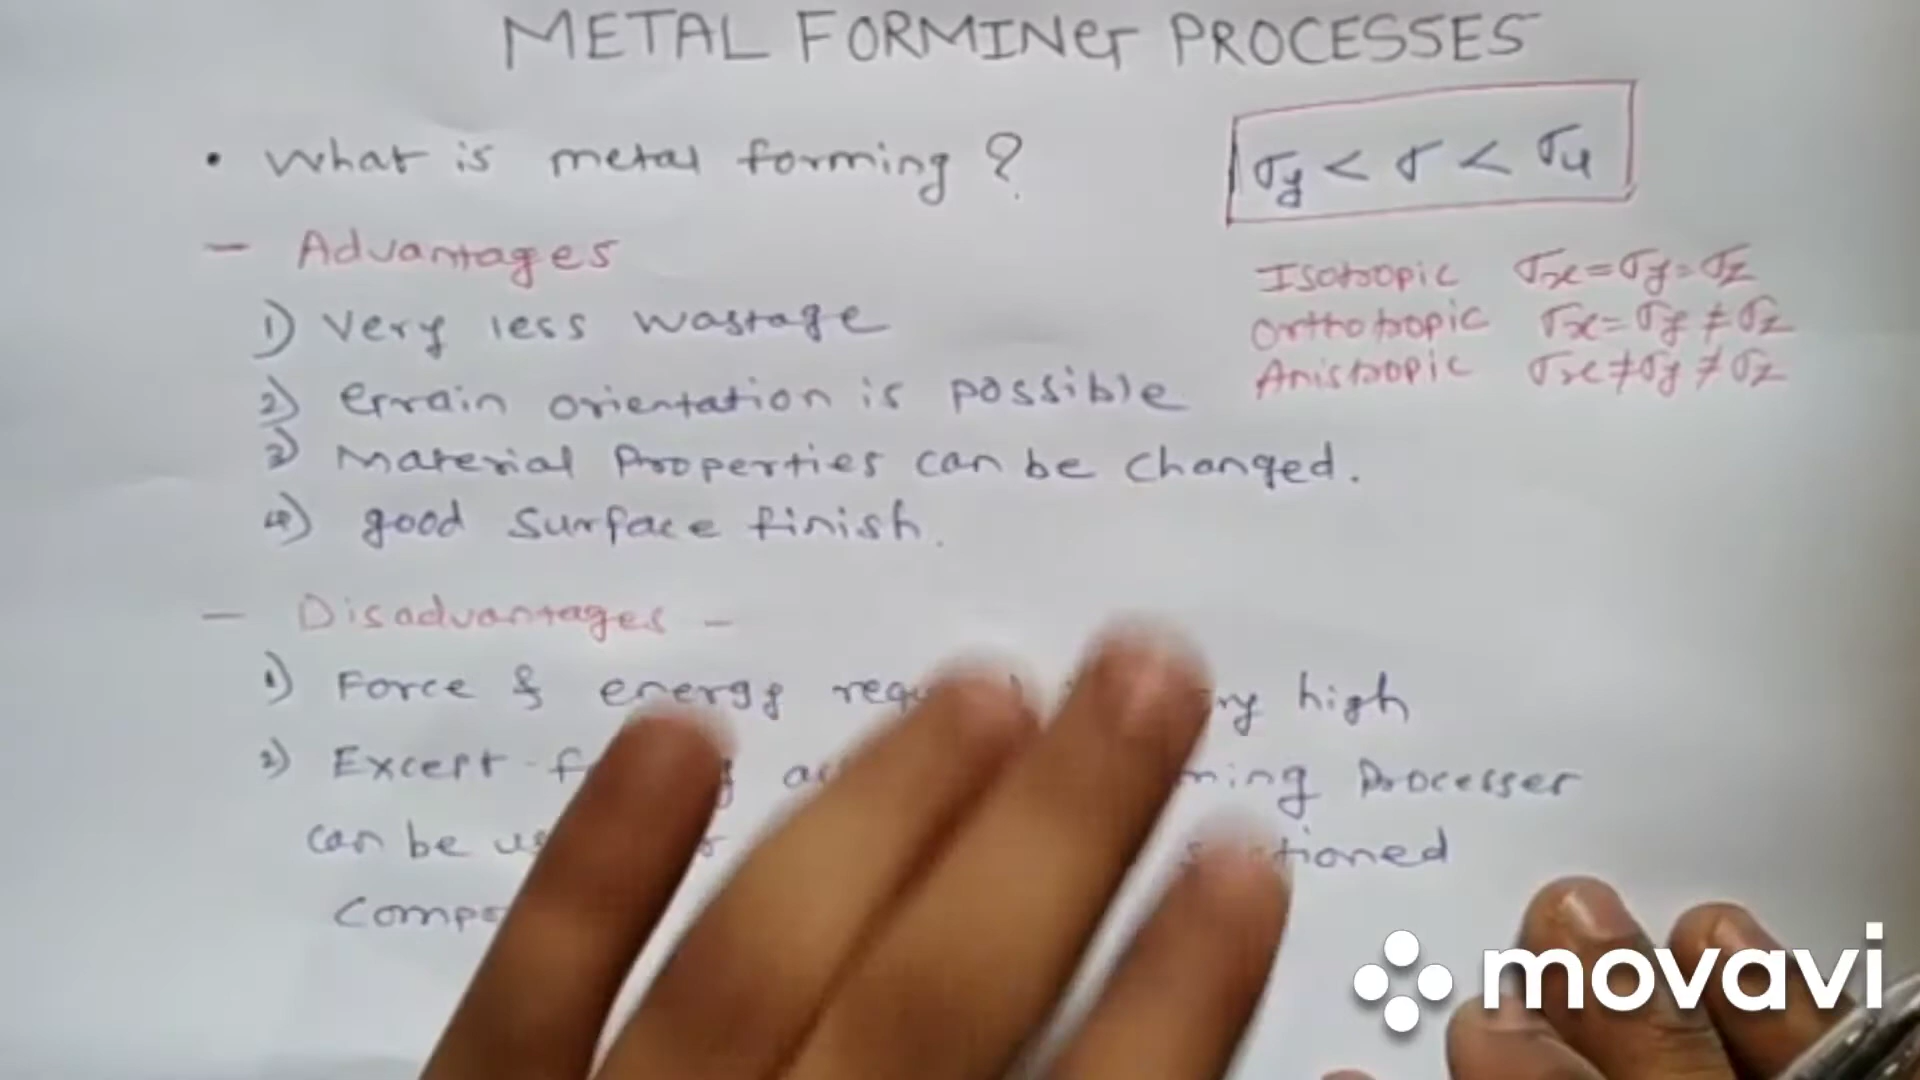 METAL FORMING PROCESSES
• What is metal forming ?
σy < σ < σu
— Advantages
Isotropic σx=σy=σz
1) Very less wastage
Orthotropic σx=σy≠σz
Anistropic σx≠σy≠σz
2) Grain orientation is possible
3) Material Properties can be changed.
4) good surface finish.
— Disadvantages —
1) Force & energy high
2) Except Processes
can be
movavi